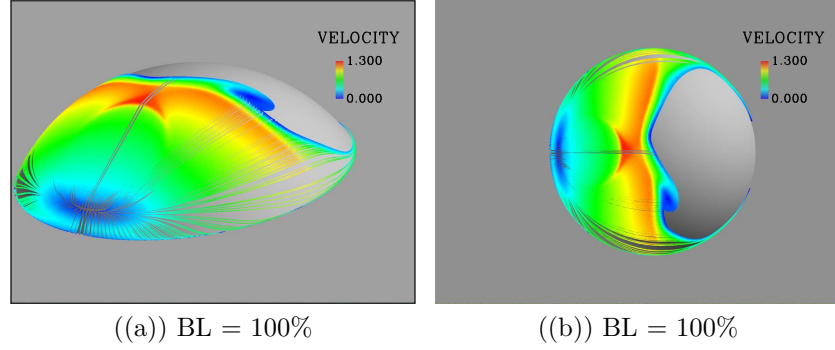 VELOCITY
1.300
0.000
VELOCITY
1.300
0.000
((a)) BL = 100%
((b)) BL = 100%